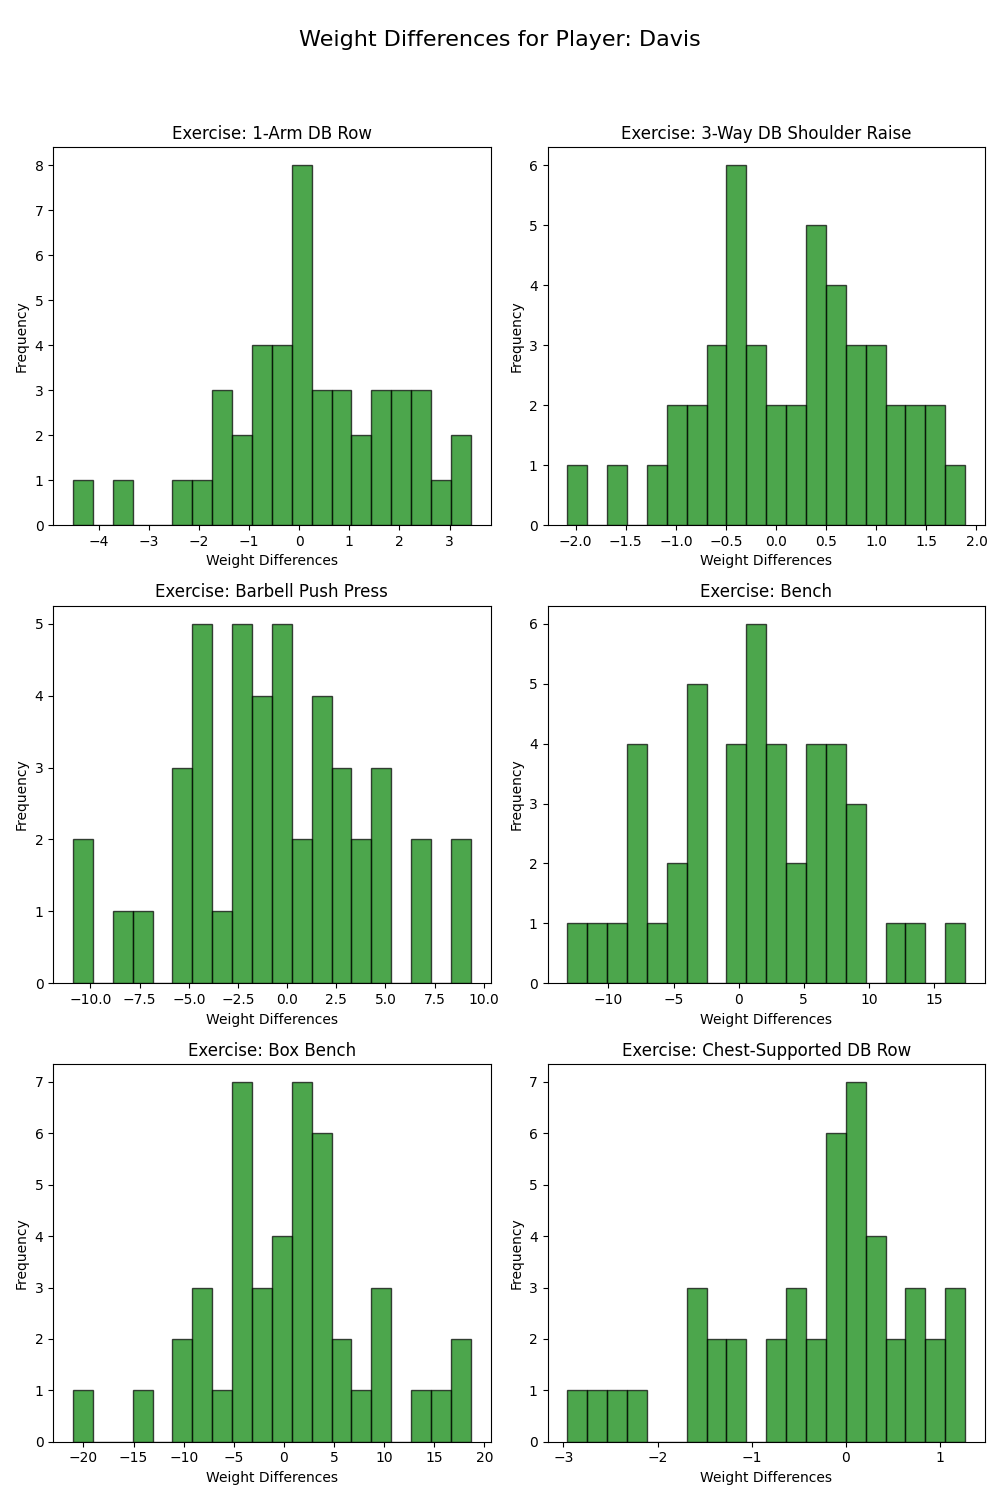 Weight Differences for Player: Davis
Exercise: 1-Arm DB Row
8
7
6
5
4
3
2
1
0
Frequency
−4 −3 −2 −1 0 1 2 3
Weight Differences
Exercise: 3-Way DB Shoulder Raise
6
5
4
3
2
1
0
Frequency
−2.0 −1.5 −1.0 −0.5 0.0 0.5 1.0 1.5 2.0
Weight Differences
Exercise: Barbell Push Press
5
4
3
2
1
0
Frequency
−10.0 −7.5 −5.0 −2.5 0.0 2.5 5.0 7.5 10.0
Weight Differences
Exercise: Bench
6
5
4
3
2
1
0
Frequency
−10 −5 0 5 10 15
Weight Differences
Exercise: Box Bench
7
6
5
4
3
2
1
0
Frequency
−20 −15 −10 −5 0 5 10 15 20
Weight Differences
Exercise: Chest-Supported DB Row
7
6
5
4
3
2
1
0
Frequency
−3 −2 −1 0 1
Weight Differences